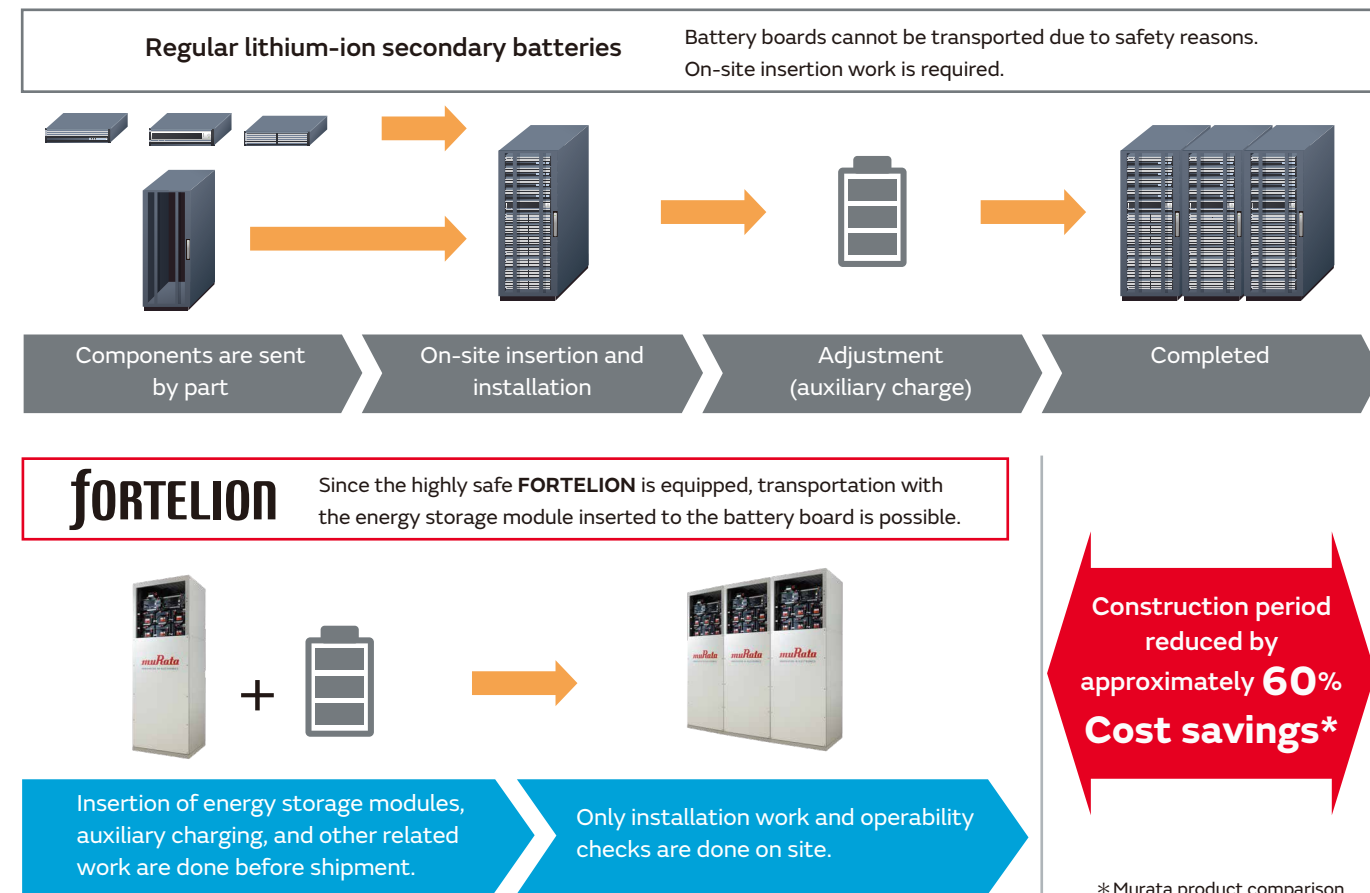 Regular lithium-ion secondary batteries
Battery boards cannot be transported due to safety reasons.
On-site insertion work is required.
Components are sent
by part
On-site insertion and
installation
Adjustment
(auxiliary charge)
Completed
fORTELION
Since the highly safe FORTELION is equipped, transportation with
the energy storage module inserted to the battery board is possible.
muRata
+
muRata
muRata
muRata
Construction period
reduced by
approximately 60%
Cost savings*
Insertion of energy storage modules,
auxiliary charging, and other related
work are done before shipment.
Only installation work and operability
checks are done on site.
＊Murata product comparison